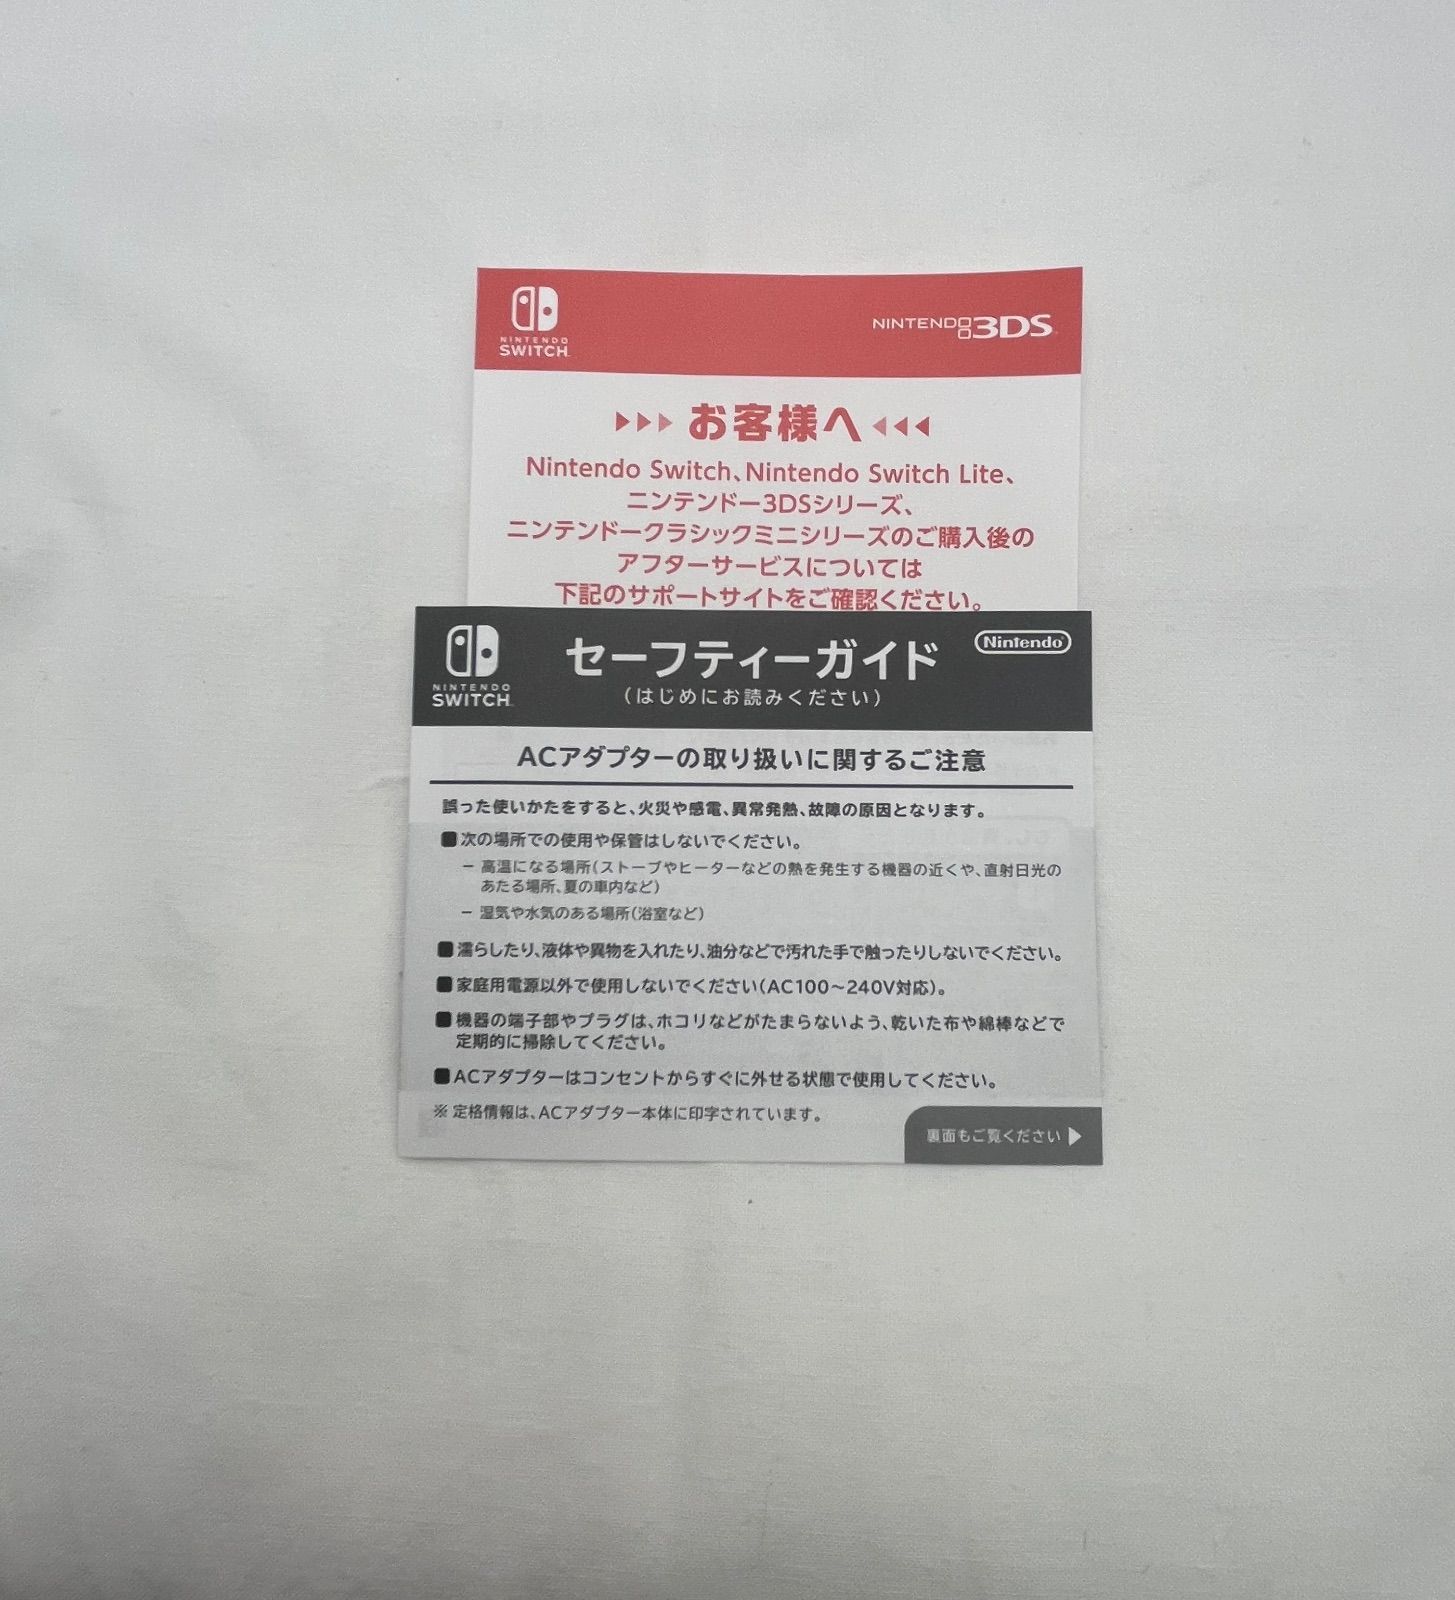 NINTENDO
SWITCH
NINTENDO 3DS
お客様へ
Nintendo Switch、Nintendo Switch Lite、
ニンテンドー3DSシリーズ、
ニンテンドークラシックミニシリーズのご購入後の
アフターサービスについては
下記のサポートサイトをご確認ください。
NINTENDO
SWITCH
セーフティーガイド
(はじめにお読みください)
Nintendo
ACアダプターの取り扱いに関するご注意
誤った使いかたをすると、火災や感電、異常発熱、故障の原因となります。
■次の場所での使用や保管はしないでください。
– 高温になる場所(ストーブやヒーターなどの熱を発生する機器の近くや、直射日光の
あたる場所、夏の車内など)
– 湿気や水気のある場所(浴室など)
■濡らしたり、液体や異物を入れたり、油分などで汚れた手で触ったりしないでください。
■家庭用電源以外で使用しないでください(AC100～240V対応)。
■機器の端子部やプラグは、ホコリなどがたまらないよう、乾いた布や綿棒などで
定期的に掃除してください。
■ACアダプターはコンセントからすぐに外せる状態で使用してください。
※ 定格情報は、ACアダプター本体に印字されています。
裏面もご覧ください ▶